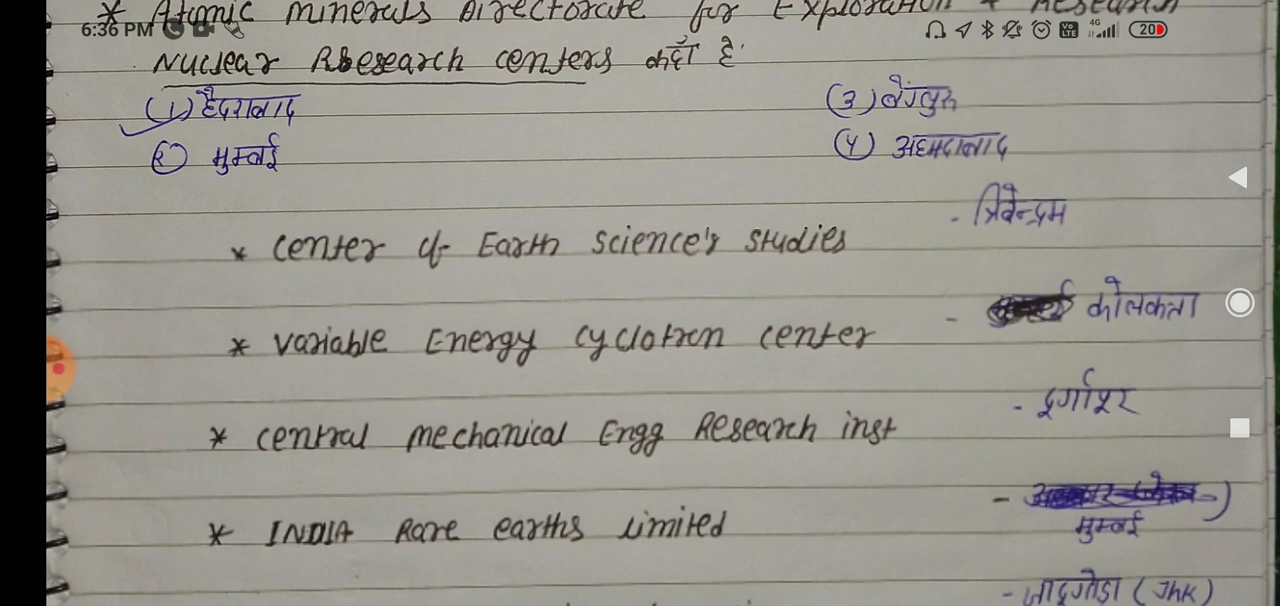 * Atomic Minerals Directorate for Exploration + Research
6:36 PM 4G 20
Nuclear Research centers कहाँ है
(1) हैदराबाद (3) बेंगलुरु
(2) मुम्बई (4) अहमदाबाद
* Center of Earth Science's Studies - त्रिवेन्द्रम
* Variable Energy Cyclotron center - कोलकत्ता
* Central mechanical Engg Research inst - दुर्गापुर
* INDIA Rare earths Limited - मुम्बई
- जादूगोड़ा (Jhk)